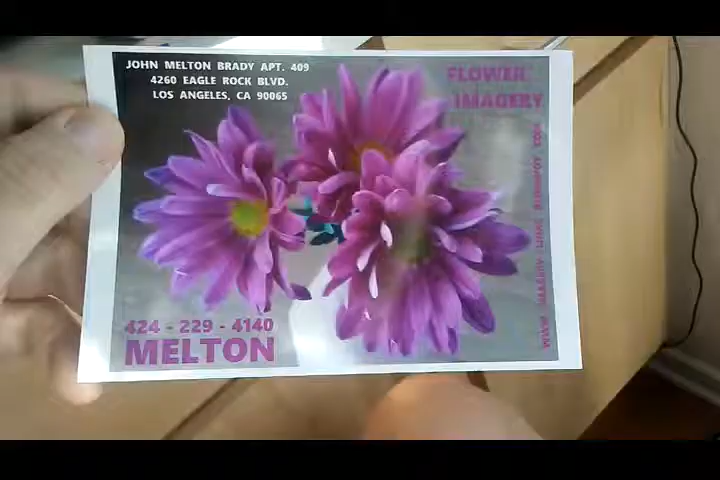 JOHN MELTON BRADY APT. 409
4260 EAGLE ROCK BLVD.
LOS ANGELES, CA 90065
FLOWER
IMAGERY
424 - 229 - 4140
MELTON